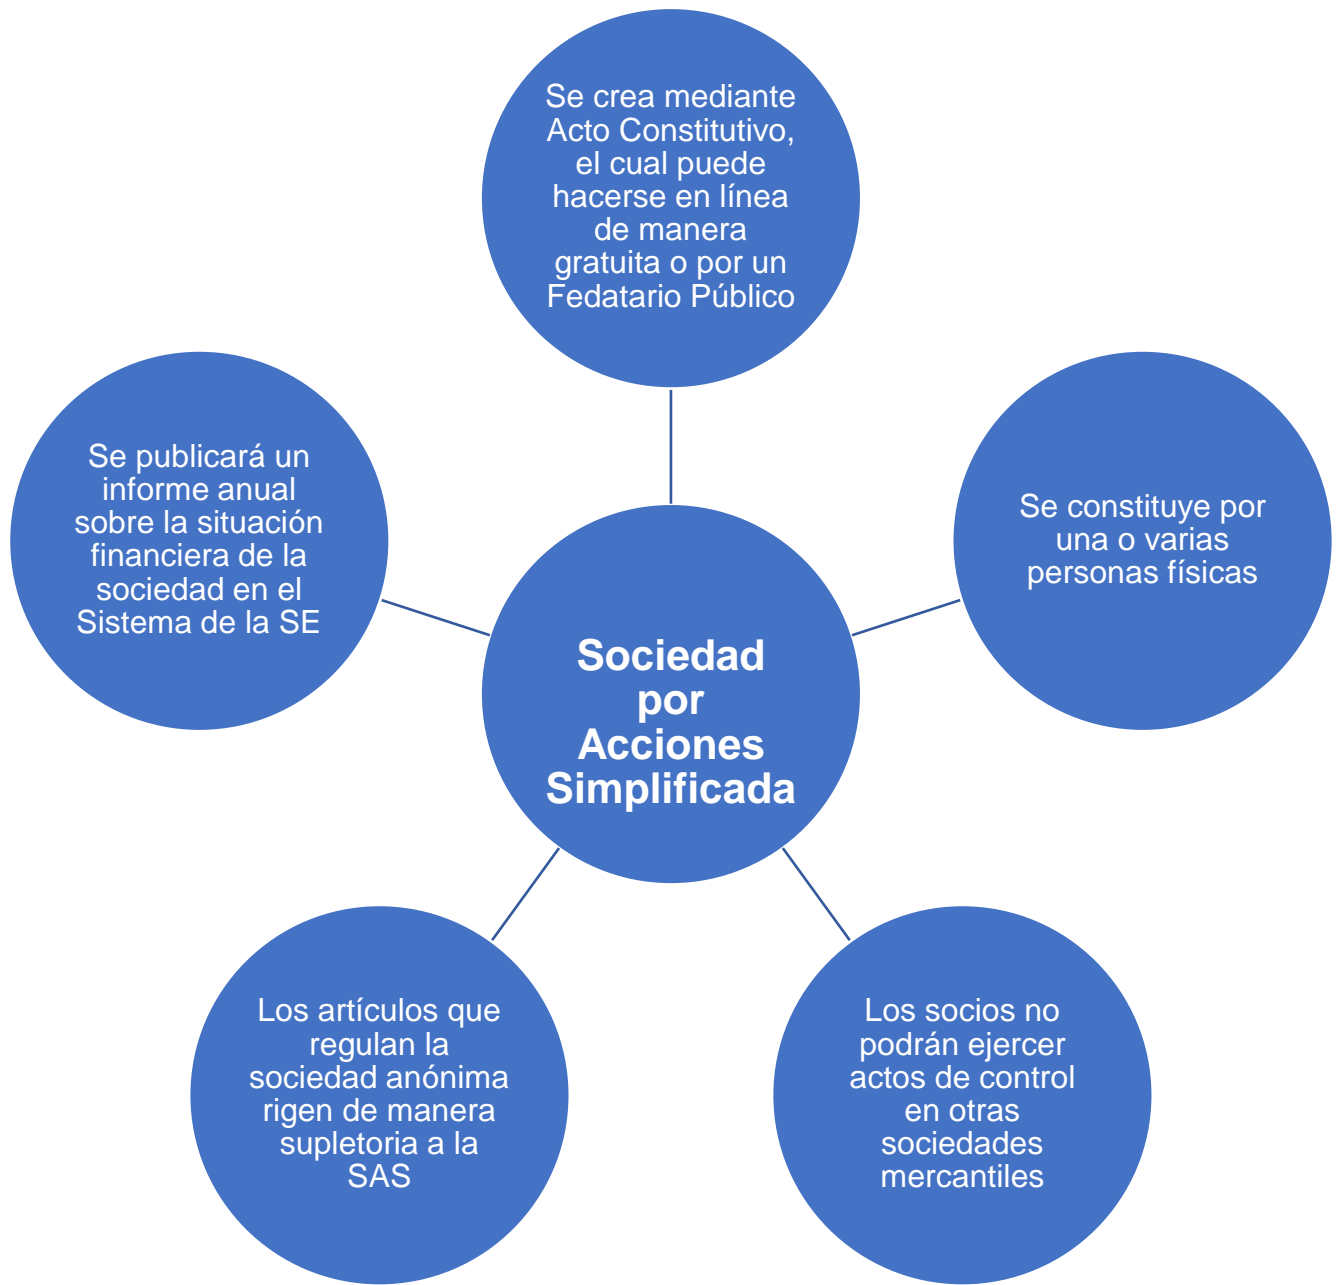 Se crea mediante
Acto Constitutivo,
el cual puede
hacerse en línea
de manera
gratuita o por un
Fedatario Público
Se publicará un
informe anual
sobre la situación
financiera de la
sociedad en el
Sistema de la SE
Se constituye por
una o varias
personas físicas
Sociedad
por
Acciones
Simplificada
Los artículos que
regulan la
sociedad anónima
rigen de manera
supletoria a la
SAS
Los socios no
podrán ejercer
actos de control
en otras
sociedades
mercantiles